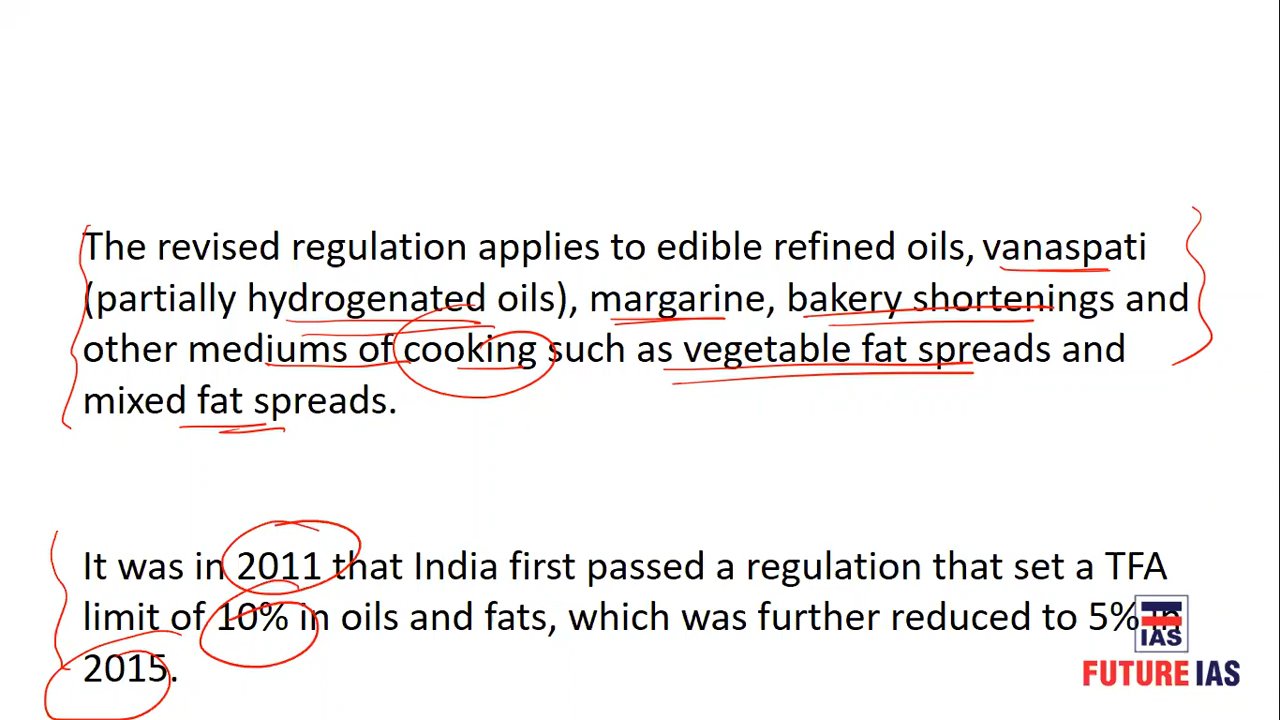 The revised regulation applies to edible refined oils, vanaspati
(partially hydrogenated oils), margarine, bakery shortenings and
other mediums of cooking such as vegetable fat spreads and
mixed fat spreads.
It was in 2011 that India first passed a regulation that set a TFA
limit of 10% in oils and fats, which was further reduced to 5% in
2015.
IAS
FUTURE IAS